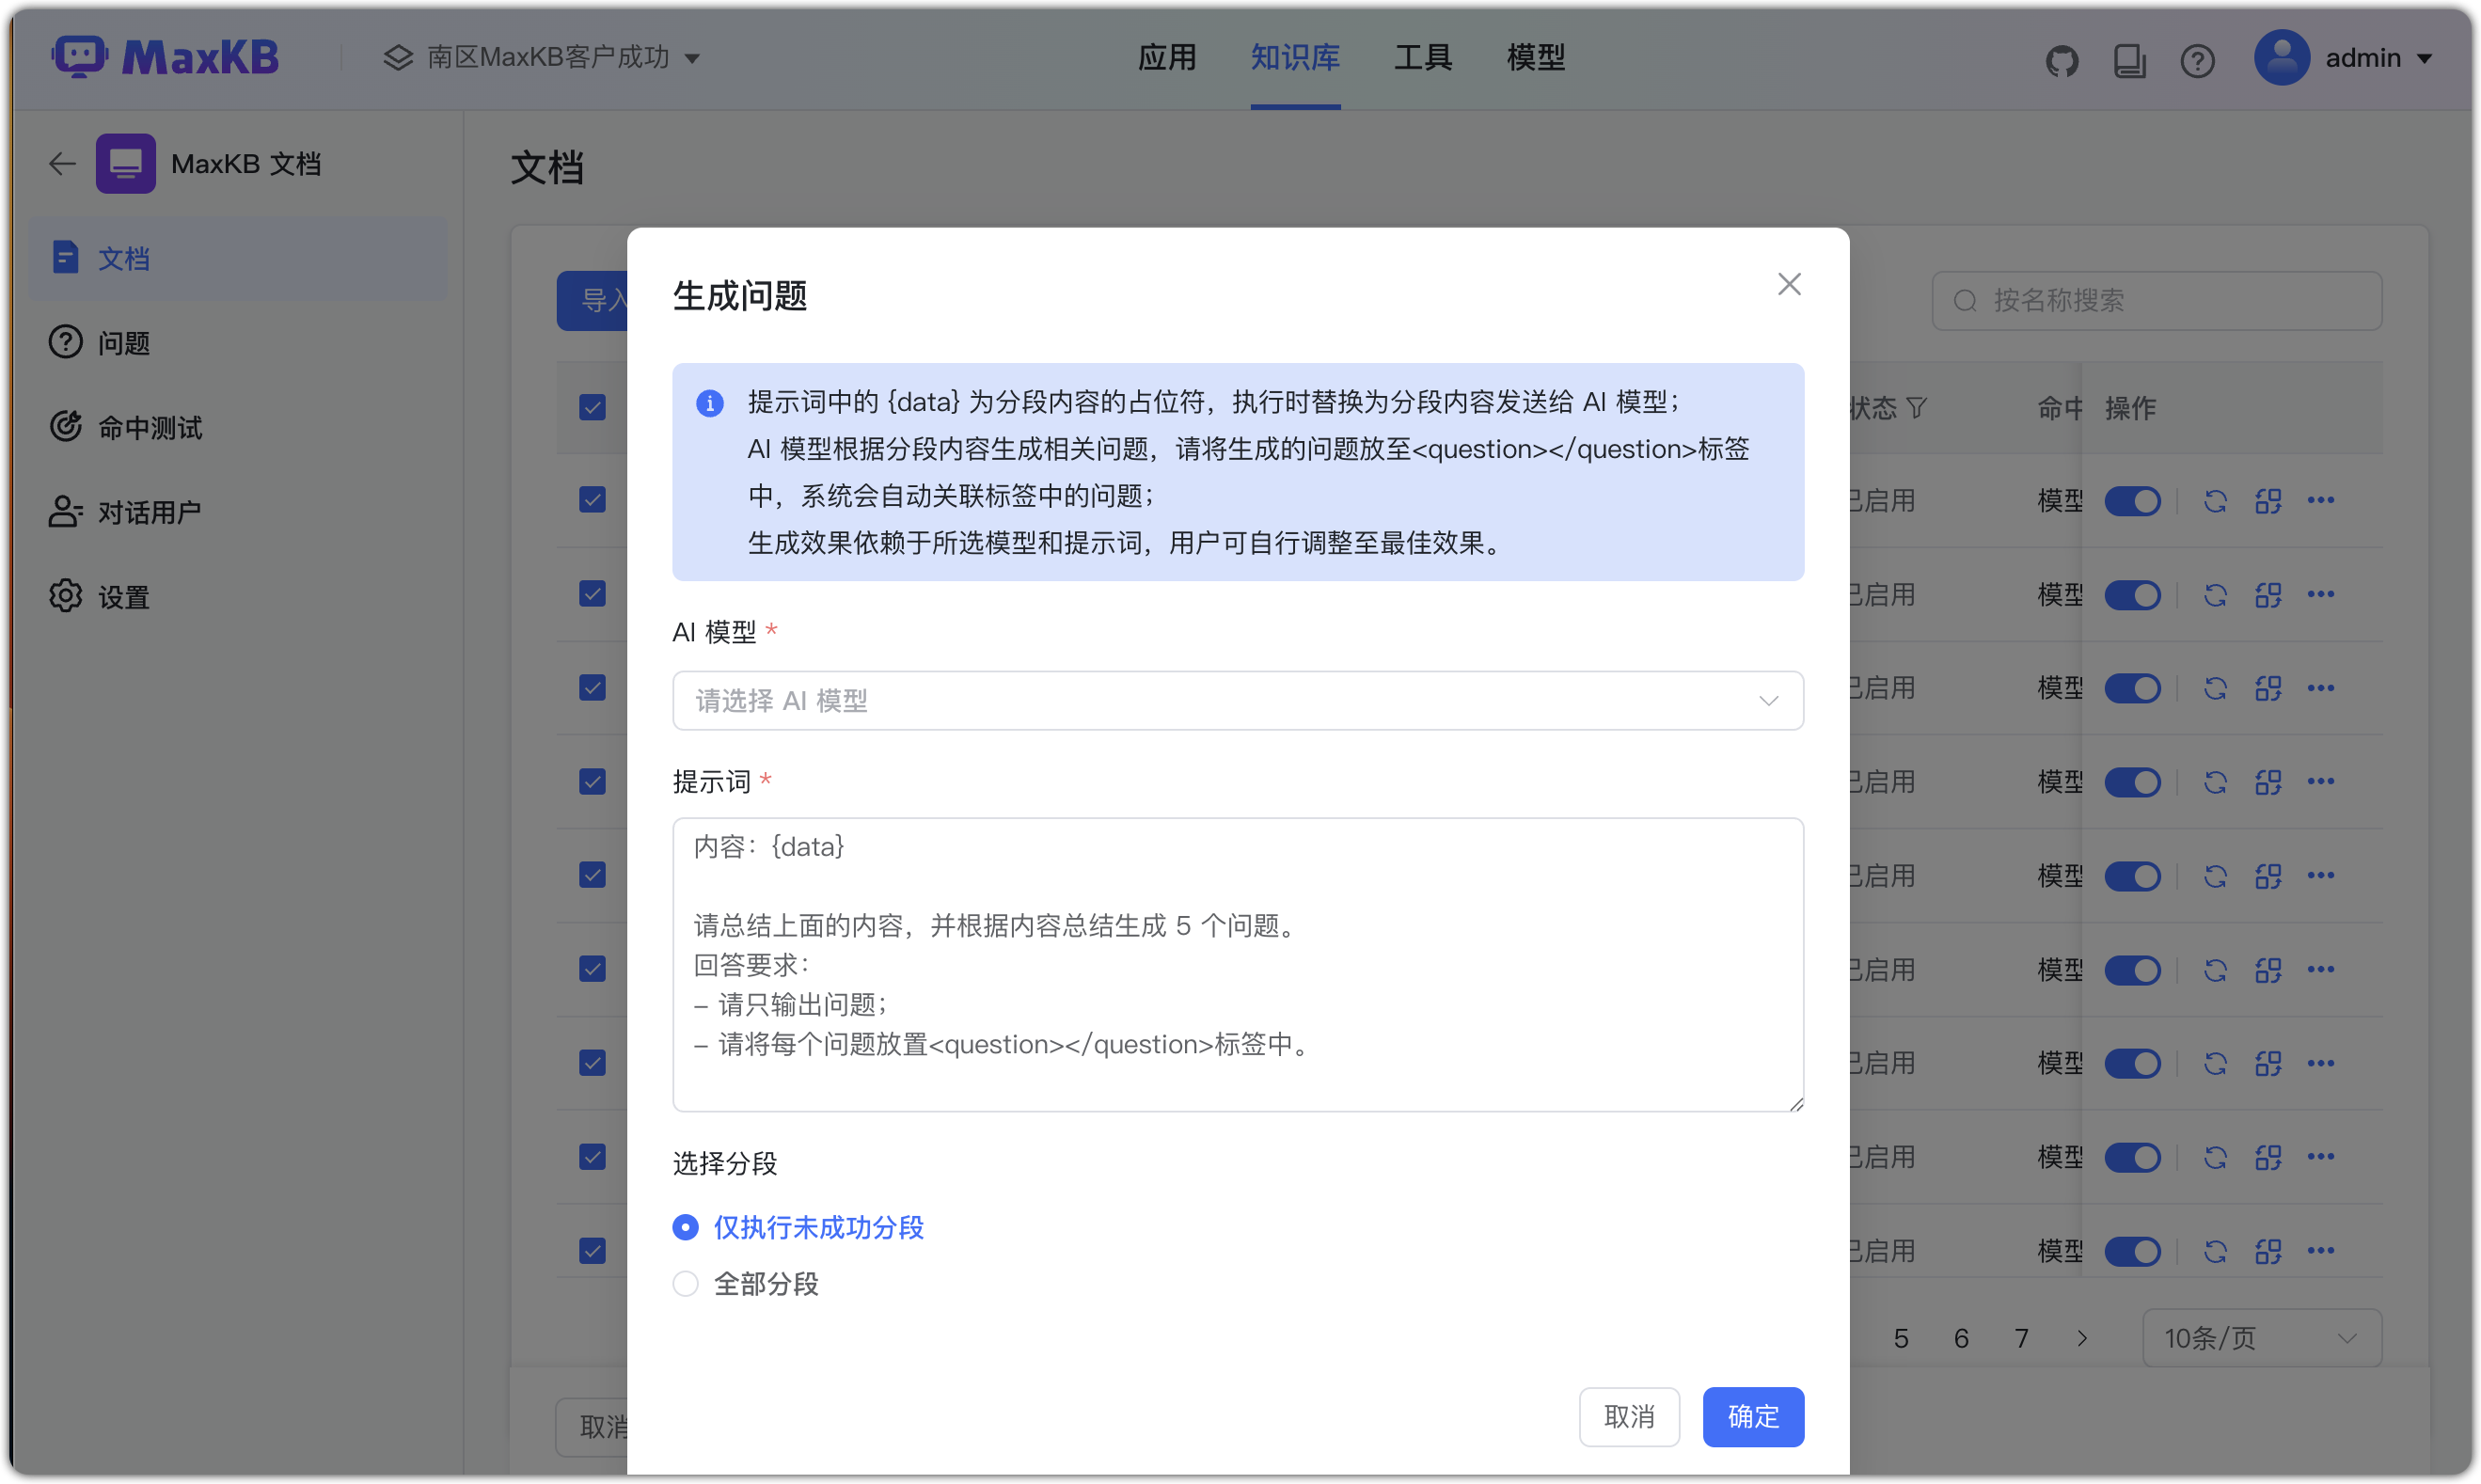 MaxKB
南区MaxKB客户成功
应用 知识库 工具 模型
admin
MaxKB 文档
文档
问题
命中测试
对话用户
设置
文档
导入
按名称搜索
状态 命中 操作
已启用 模型
已启用 模型
已启用 模型
已启用 模型
已启用 模型
已启用 模型
已启用 模型
已启用 模型
已启用 模型
生成问题
提示词中的 {data} 为分段内容的占位符，执行时替换为分段内容发送给 AI 模型；
AI 模型根据分段内容生成相关问题，请将生成的问题放至<question></question>标签
中，系统会自动关联标签中的问题；
生成效果依赖于所选模型和提示词，用户可自行调整至最佳效果。
AI 模型 *
请选择 AI 模型
提示词 *
内容：{data}
请总结上面的内容，并根据内容总结生成 5 个问题。
回答要求：
- 请只输出问题；
- 请将每个问题放置<question></question>标签中。
选择分段
仅执行未成功分段
全部分段
取消 确定
5 6 7 10条/页
取消